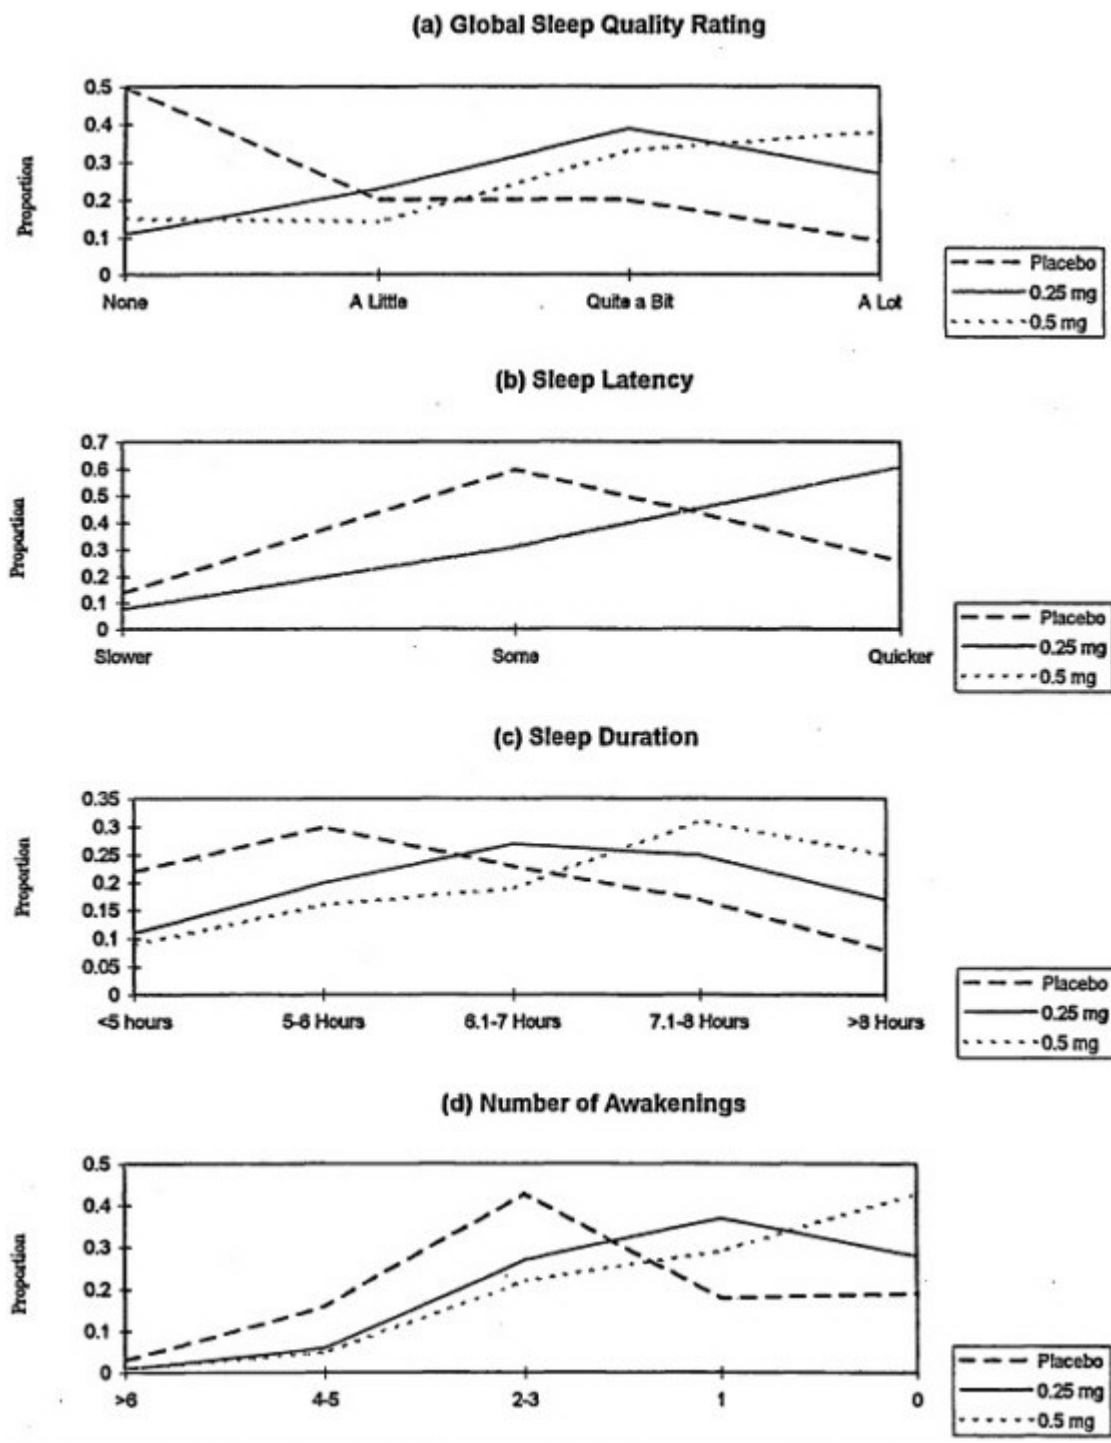 (a) Global Sleep Quality Rating
Proportion
0.5
0.4
0.3
0.2
0.1
0
None A Little Quite a Bit A Lot
Placebo
0.25 mg
0.5 mg
(b) Sleep Latency
Proportion
0.7
0.6
0.5
0.4
0.3
0.2
0.1
0
Slower Some Quicker
Placebo
0.25 mg
0.5 mg
(c) Sleep Duration
Proportion
0.35
0.3
0.25
0.2
0.15
0.1
0.05
0
<5 hours 5-6 Hours 6.1-7 Hours 7.1-8 Hours >8 Hours
Placebo
0.25 mg
0.5 mg
(d) Number of Awakenings
Proportion
0.5
0.4
0.3
0.2
0.1
0
>6 4-5 2-3 1 0
Placebo
0.25 mg
0.5 mg